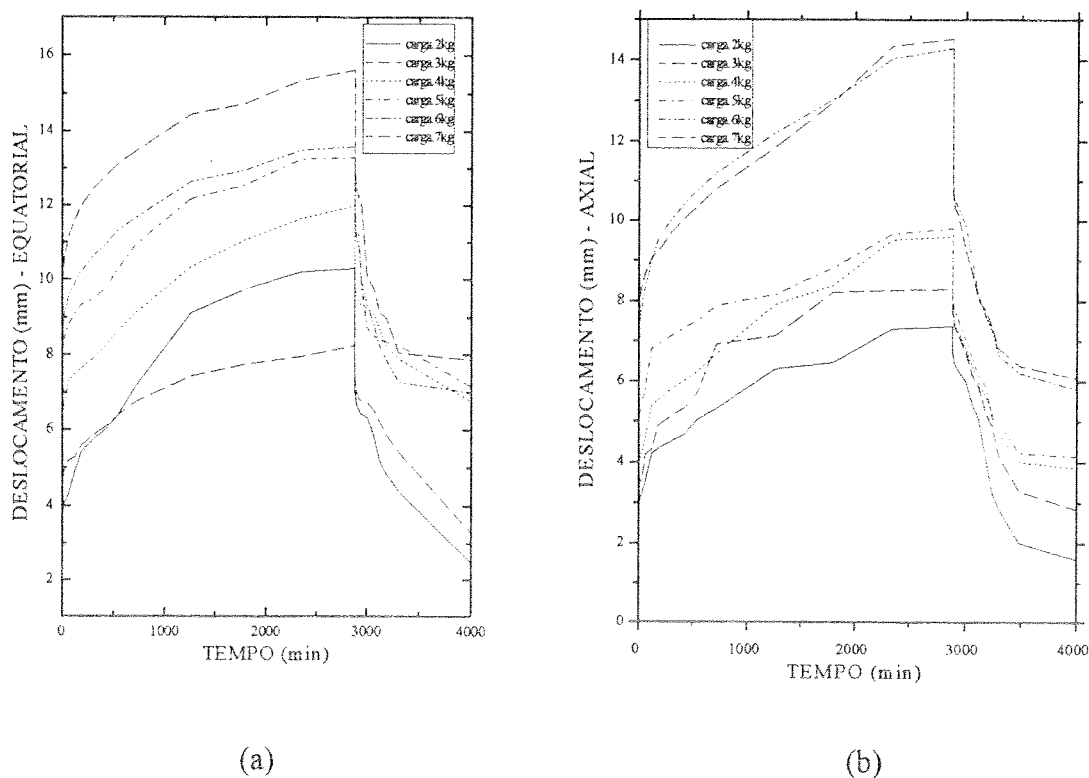 DESLOCAMENTO (mm) - EQUATORIAL
16
14
12
10
8
6
4
2
carga 2kg
carga 3kg
carga 4kg
carga 5kg
carga 6kg
carga 7kg
0 1000 2000 3000 4000
TEMPO (min)
(a)
DESLOCAMENTO (mm) - AXIAL
14
12
10
8
6
4
2
0
carga 2kg
carga 3kg
carga 4kg
carga 5kg
carga 6kg
carga 7kg
0 1000 2000 3000 4000
TEMPO (min)
(b)